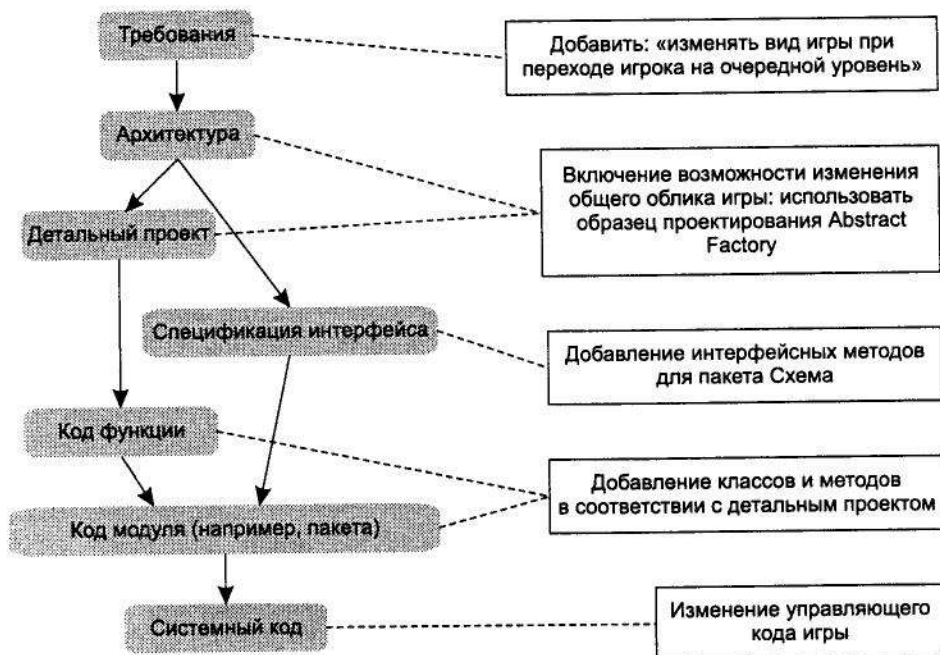 Требования
Добавить: «изменять вид игры при
переходе игрока на очередной уровень»
Архитектура
Включение возможности изменения
общего облика игры: использовать
образец проектирования Abstract
Factory
Детальный проект
Спецификация интерфейса
Добавление интерфейсных методов
для пакета Схема
Код функции
Добавление классов и методов
в соответствии с детальным проектом
Код модуля (например, пакета)
Системный код
Изменение управляющего
кода игры